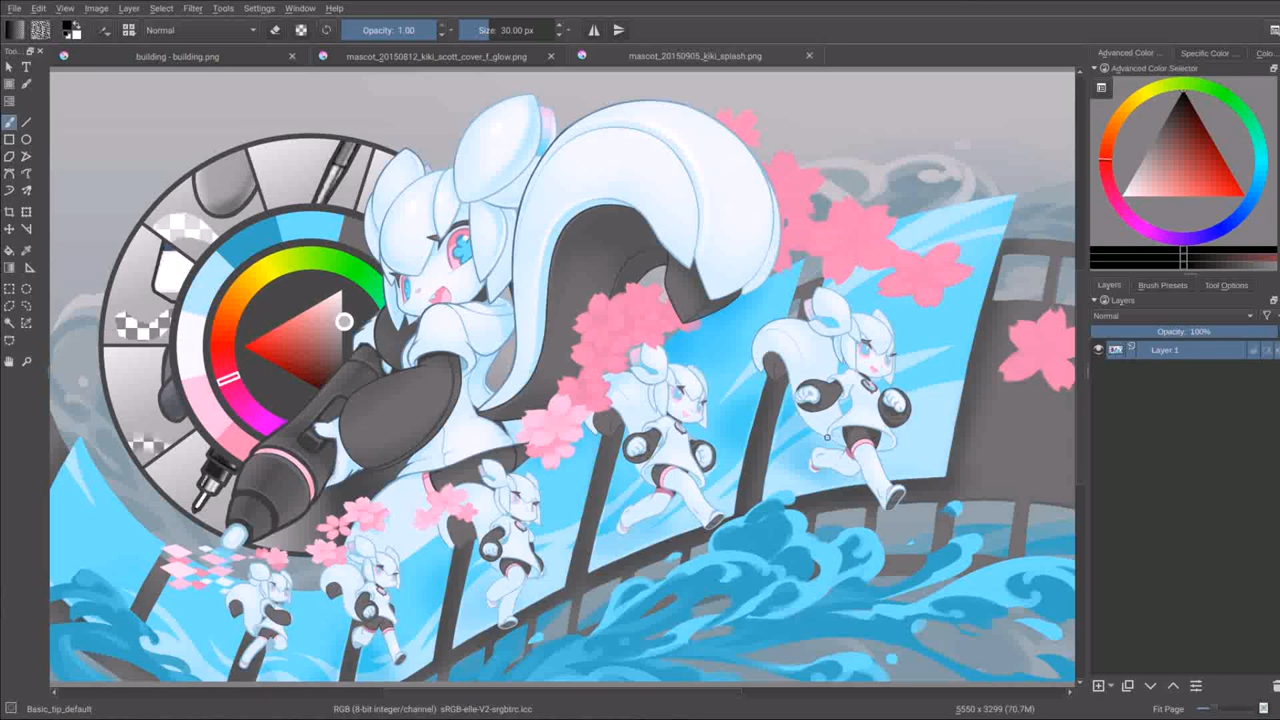 File Edit View Image Layer Select Filter Tools Settings Window Help
Normal Opacity: 1.00 Size: 30.00 px
Too...
building - building.png mascot_20150812_kiki_scott_cover_f_glow.png mascot_20150905_kiki_splash.png
Advanced Color ... Specific Color ... Colo...
Advanced Color Selector
Layers Brush Presets Tool Options
Layers
Normal
Opacity: 100%
Layer 1
Basic_tip_default RGB (8-bit integer/channel) sRGB-elle-V2-srgbtrc.icc 5550 x 3299 (70.7M) Fit Page